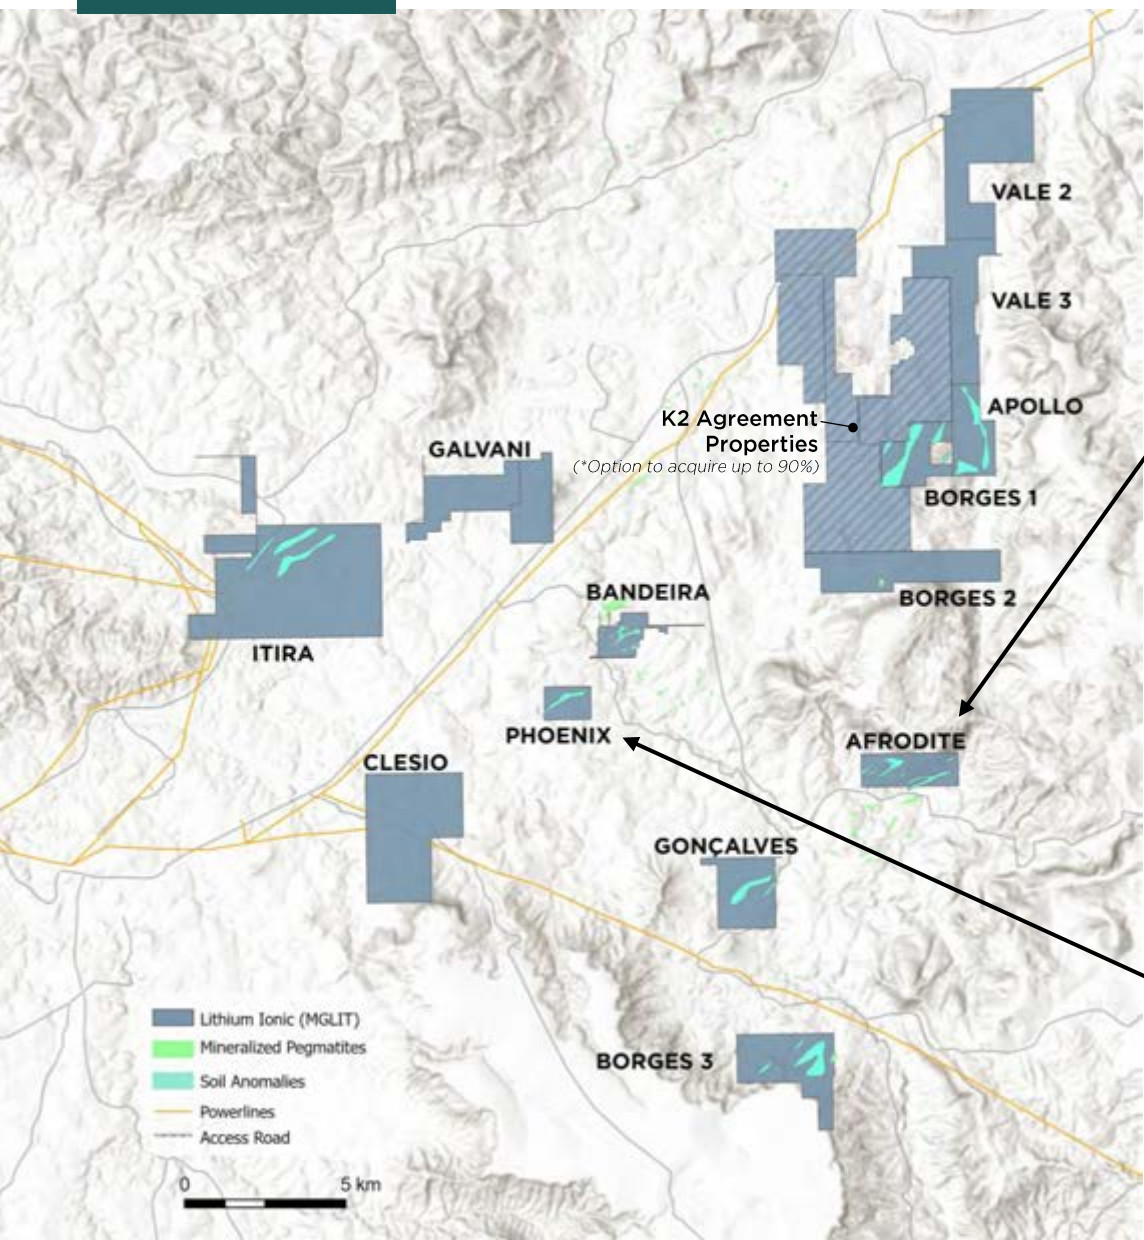 VALE 2
VALE 3
APOLLO
K2 Agreement
Properties
(*Option to acquire up to 90%)
GALVANI
BORGES 1
BANDEIRA
BORGES 2
ITIRA
PHOENIX
AFRODITE
CLESIO
GONÇALVES
Lithium Ionic (MGLIT)
Mineralized Pegmatites
Soil Anomalies
Powerlines
Access Road
BORGES 3
0 5 km